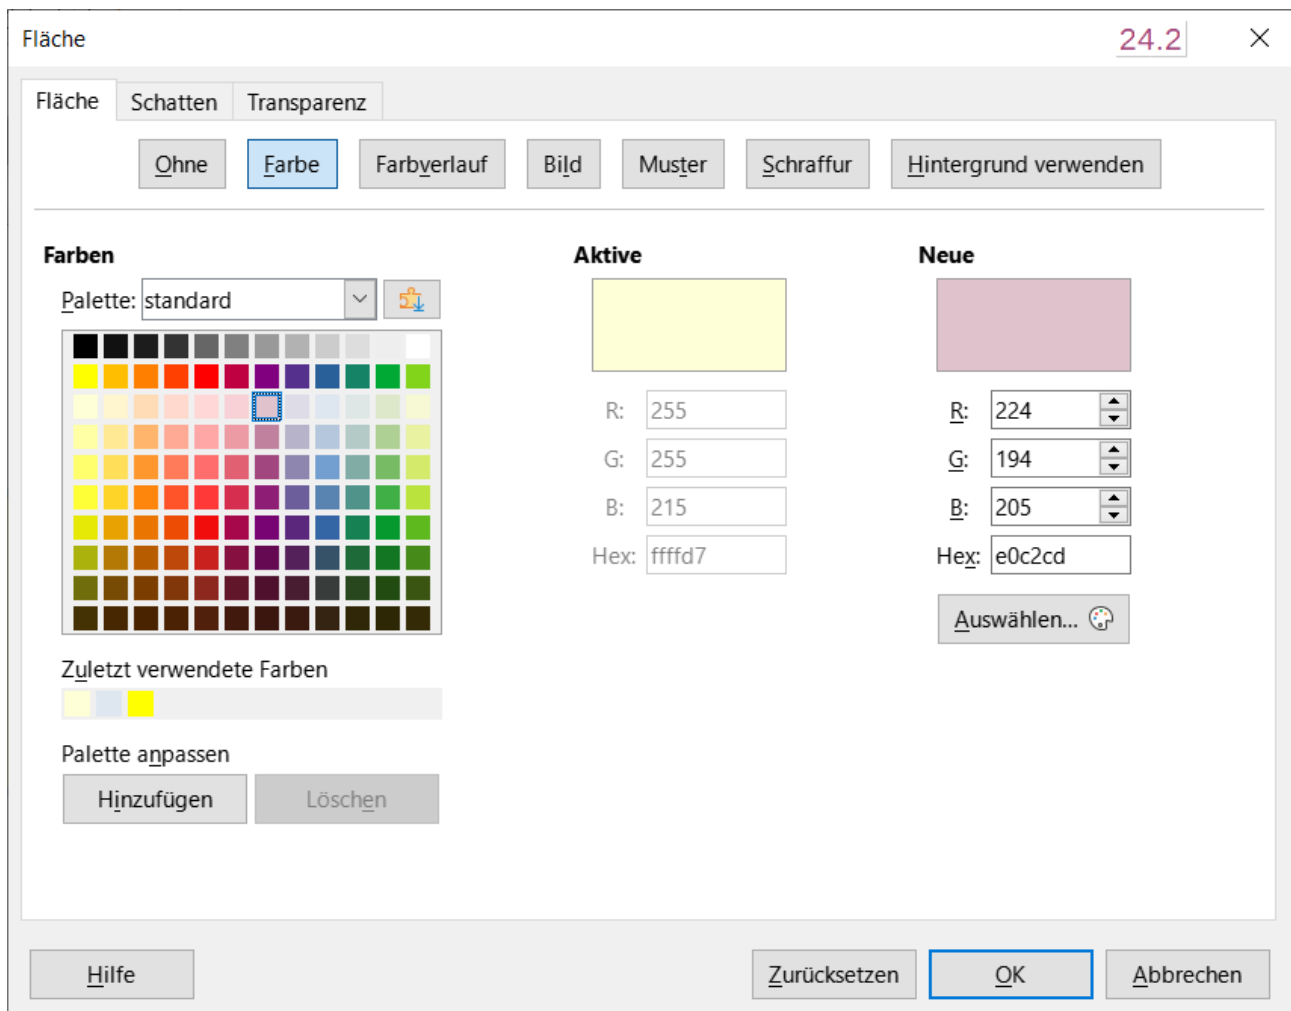 Fläche 24.2
Fläche Schatten Transparenz
Ohne Farbe Farbverlauf Bild Muster Schraffur Hintergrund verwenden
Farben Aktive Neue
Palette: standard
R: 255 R: 224
G: 255 G: 194
B: 215 B: 205
Hex: ffffd7 Hex: e0c2cd
Auswählen...
Zuletzt verwendete Farben
Palette anpassen
Hinzufügen Löschen
Hilfe Zurücksetzen OK Abbrechen